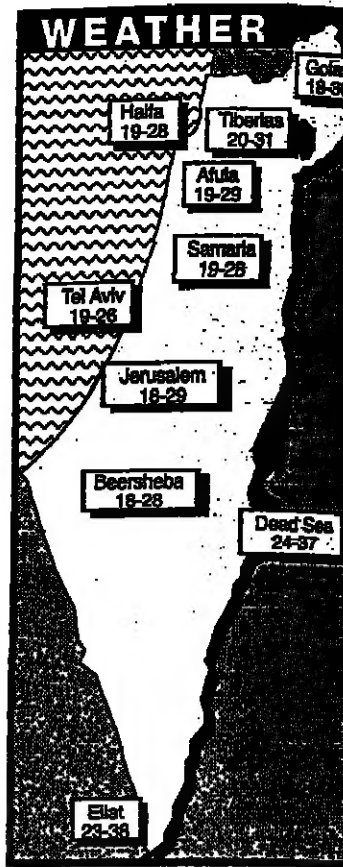 WEATHER
Haifa
19-28
Tiberias
20-31
Afula
19-29
Samaria
19-28
Tel Aviv
19-26
Jerusalem
18-29
Beersheba
18-28
Dead Sea
24-37
Eilat
23-38